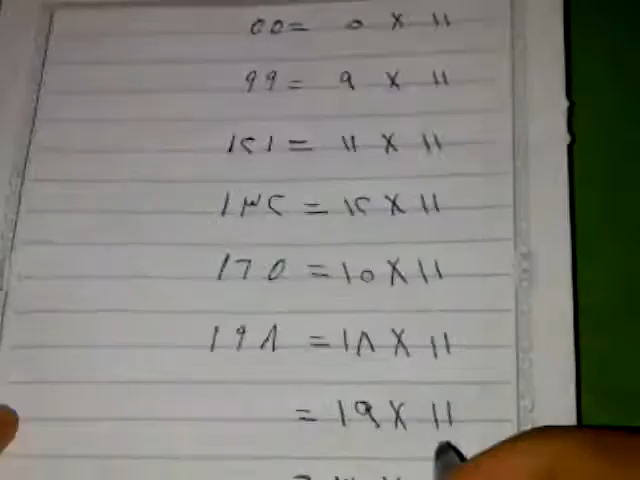 ١١ × ٥ = ٥٥
١١ × ٩ = ٩٩
١١ × ١١ = ١٢١
١١ × ١٢ = ١٣٢
١١ × ١٥ = ١٦٥
١١ × ١٨ = ١٩٨
١١ × ١٩ =